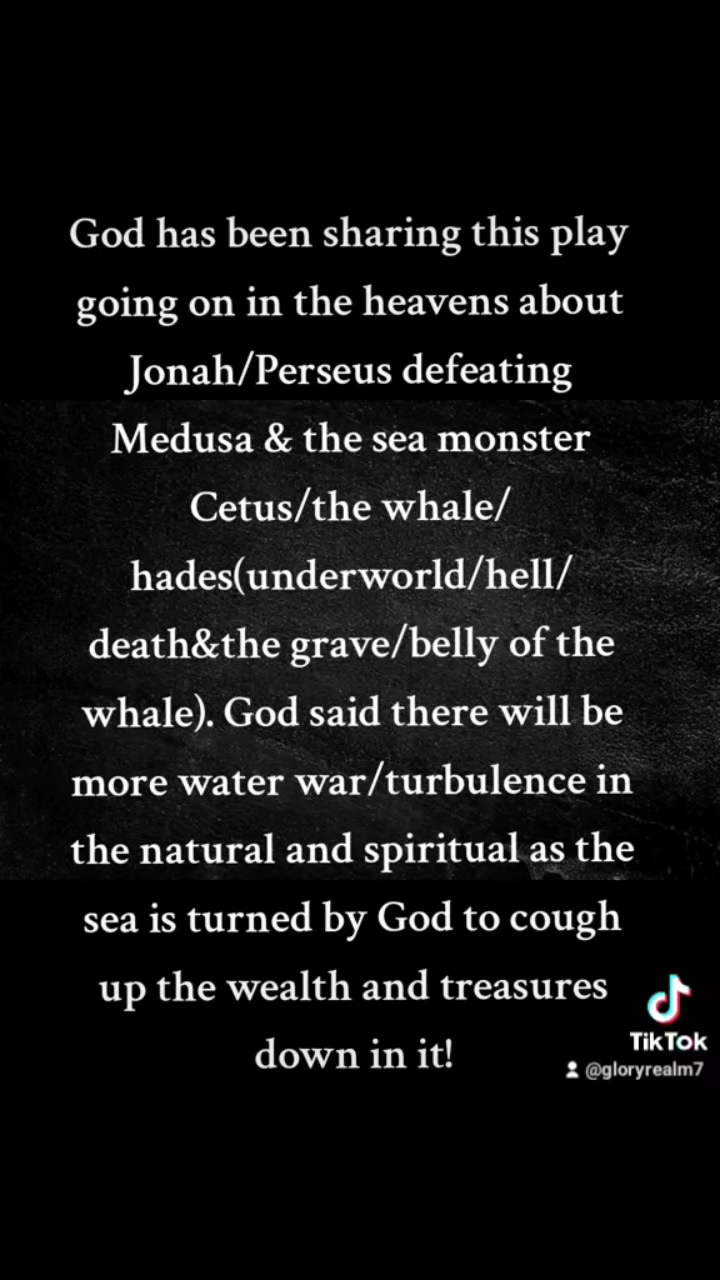 God has been sharing this play
going on in the heavens about
Jonah/Perseus defeating
Medusa & the sea monster
Cetus/the whale/
hades(underworld/hell/
death&the grave/belly of the
whale). God said there will be
more water war/turbulence in
the natural and spiritual as the
sea is turned by God to cough
up the wealth and treasures
down in it!
TikTok
@gloryrealm7